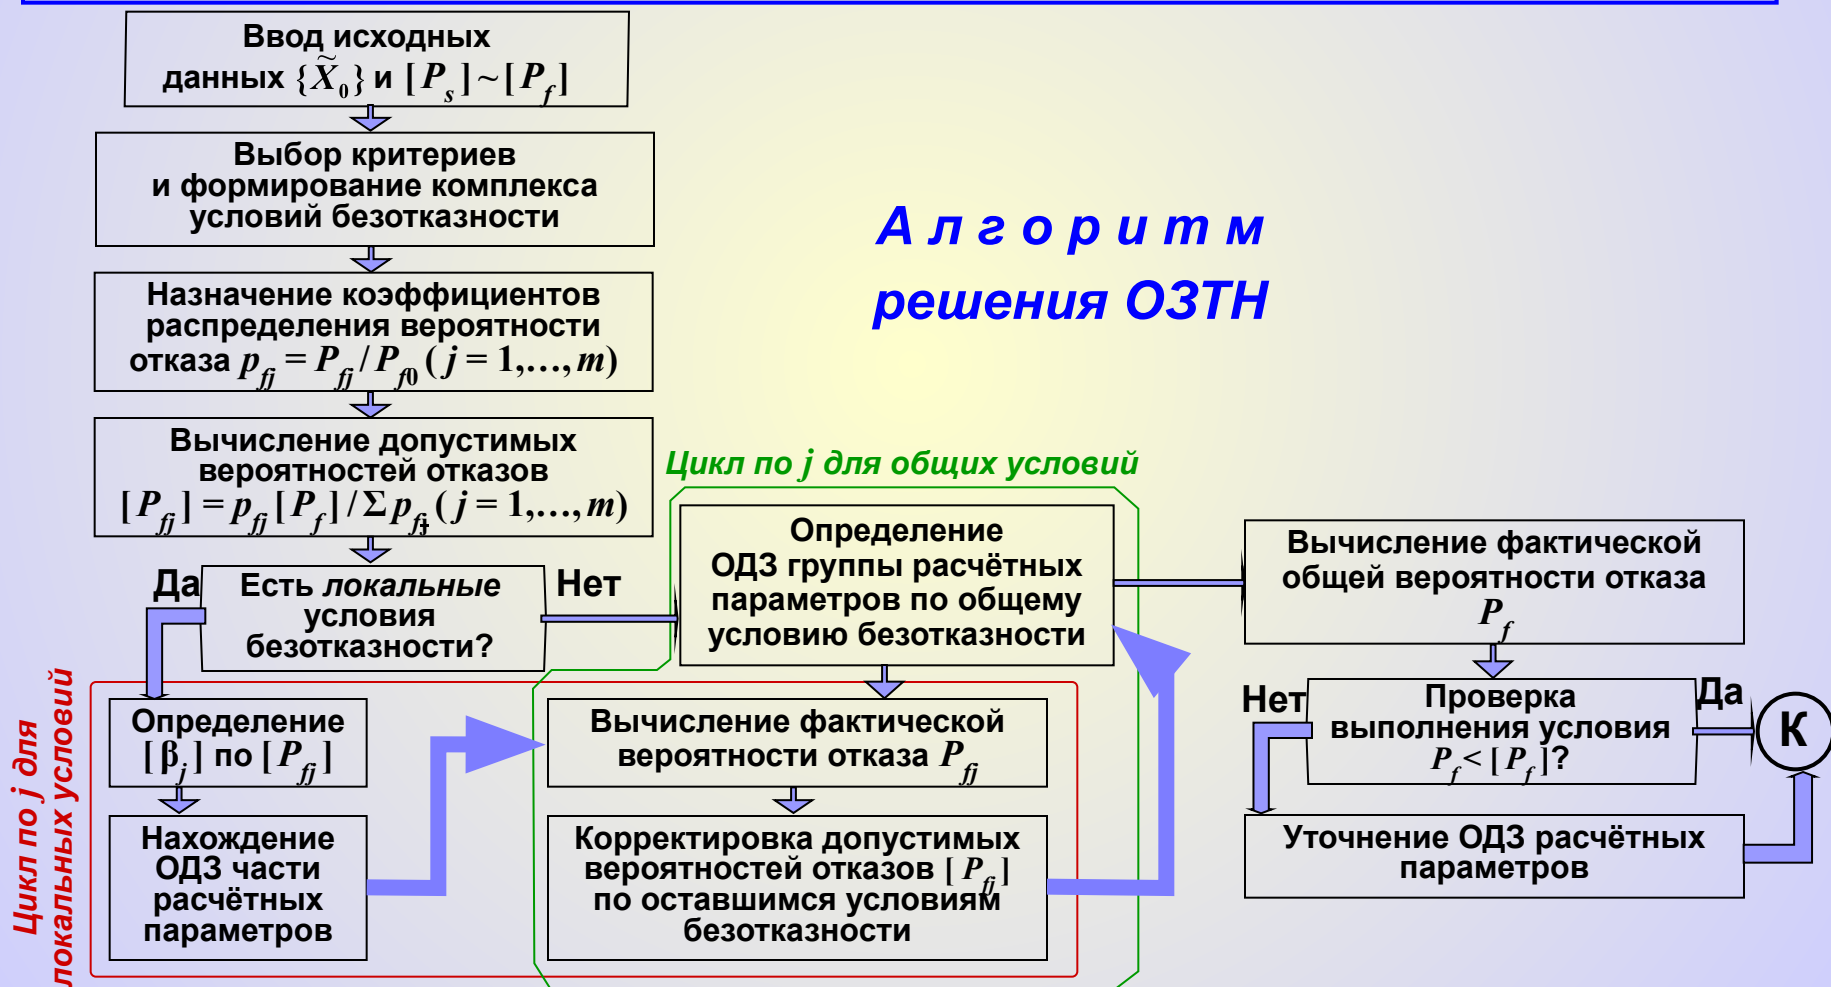 Ввод исходных
данных {X̃₀} и [P_s] ~ [P_f]
Выбор критериев
и формирование комплекса
условий безотказности
Назначение коэффициентов
распределения вероятности
отказа p_fj = P_fj / P_f0 (j = 1,…, m)
Вычисление допустимых
вероятностей отказов
[P_fj] = p_fj [P_f] / Σ p_fj (j = 1,…, m)
Да
Есть локальные
условия
безотказности?
Нет
Алгоритм
решения ОЗТН
Цикл по j для общих условий
Определение
ОДЗ группы расчётных
параметров по общему
условию безотказности
Цикл по j для
локальных условий
Определение
[β_j] по [P_fj]
Нахождение
ОДЗ части
расчётных
параметров
Вычисление фактической
вероятности отказа P_fj
Корректировка допустимых
вероятностей отказов [P_fj]
по оставшимся условиям
безотказности
Вычисление фактической
общей вероятности отказа
P_f
Нет
Проверка
выполнения условия
P_f < [P_f]?
Да
К
Уточнение ОДЗ расчётных
параметров